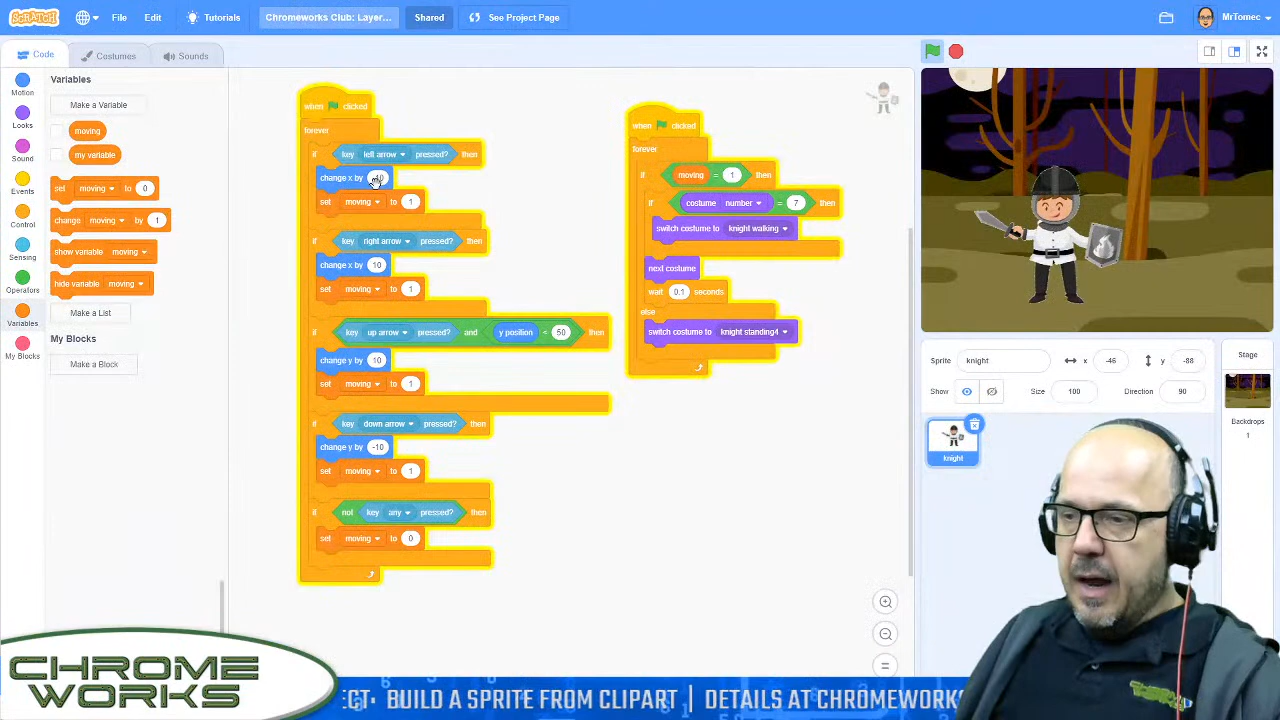 SCRATCH File Edit Tutorials Chromeworks Club: Layer... Shared See Project Page MrTomec
Code Costumes Sounds
Motion
Looks
Sound
Events
Control
Sensing
Operators
Variables
My Blocks
Variables
Make a Variable
moving
my variable
set moving to 0
change moving by 1
show variable moving
hide variable moving
Make a List
My Blocks
Make a Block
when clicked
forever
if key left arrow pressed? then
change x by
set moving to 1
if key right arrow pressed? then
change x by 10
set moving to 1
if key up arrow pressed? and y position < 50 then
change y by 10
set moving to 1
if key down arrow pressed? then
change y by -10
set moving to 1
if not key any pressed? then
set moving to 0
when clicked
forever
if moving = 1 then
if costume number = 7 then
switch costume to knight walking
next costume
wait 0.1 seconds
else
switch costume to knight standing4
Sprite knight x -46 y -88
Show Size 100 Direction 90
knight
Stage
Backdrops
1
CHROME
WORKS
ECT: BUILD A SPRITE FROM CLIPART | DETAILS AT CHROMEWORKS